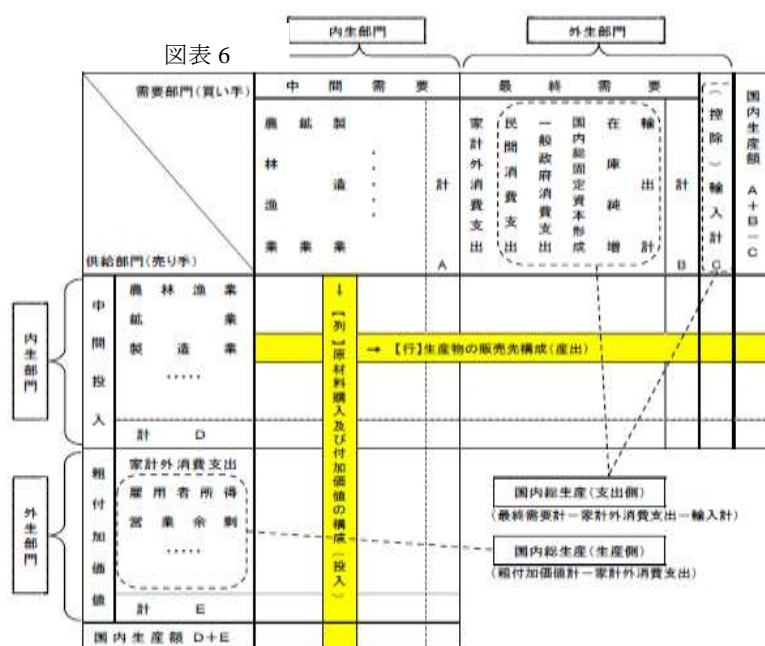 図表 6
内生部門
外生部門
需要部門(買い手)
供給部門(売り手)
中間需要
農林漁業
鉱業
製造業
・・・・・
計
A
最終需要
家計外消費支出
民間消費支出
一般政府消費支出
国内総固定資本形成
在庫純増
輸出計
計
B
(控除)輸入計
C
国内生産額 A+B-C
内生部門
中間投入
農林漁業
鉱業
製造業
・・・・・
計 D
↓【列】原材料購入及び付加価値の構成(投入)
→【行】生産物の販売先構成(産出)
外生部門
粗付加価値
家計外消費支出
雇用者所得
営業余剰
・・・・・
計 E
国内生産額 D+E
国内総生産(支出側)
(最終需要計-家計外消費支出-輸入計)
国内総生産(生産側)
(粗付加価値計-家計外消費支出)